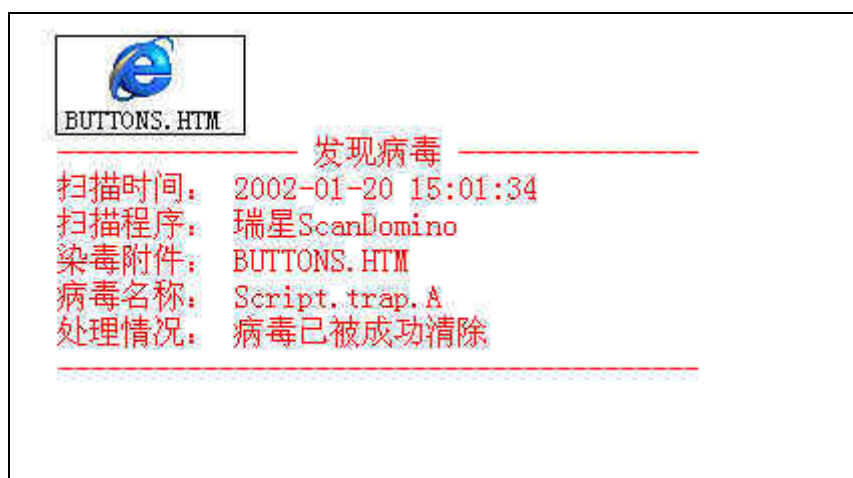 BUTTONS.HTM
发现病毒
扫描时间： 2002-01-20 15:01:34
扫描程序： 瑞星ScanDomino
染毒附件： BUTTONS.HTM
病毒名称： Script.trap.A
处理情况： 病毒已被成功清除